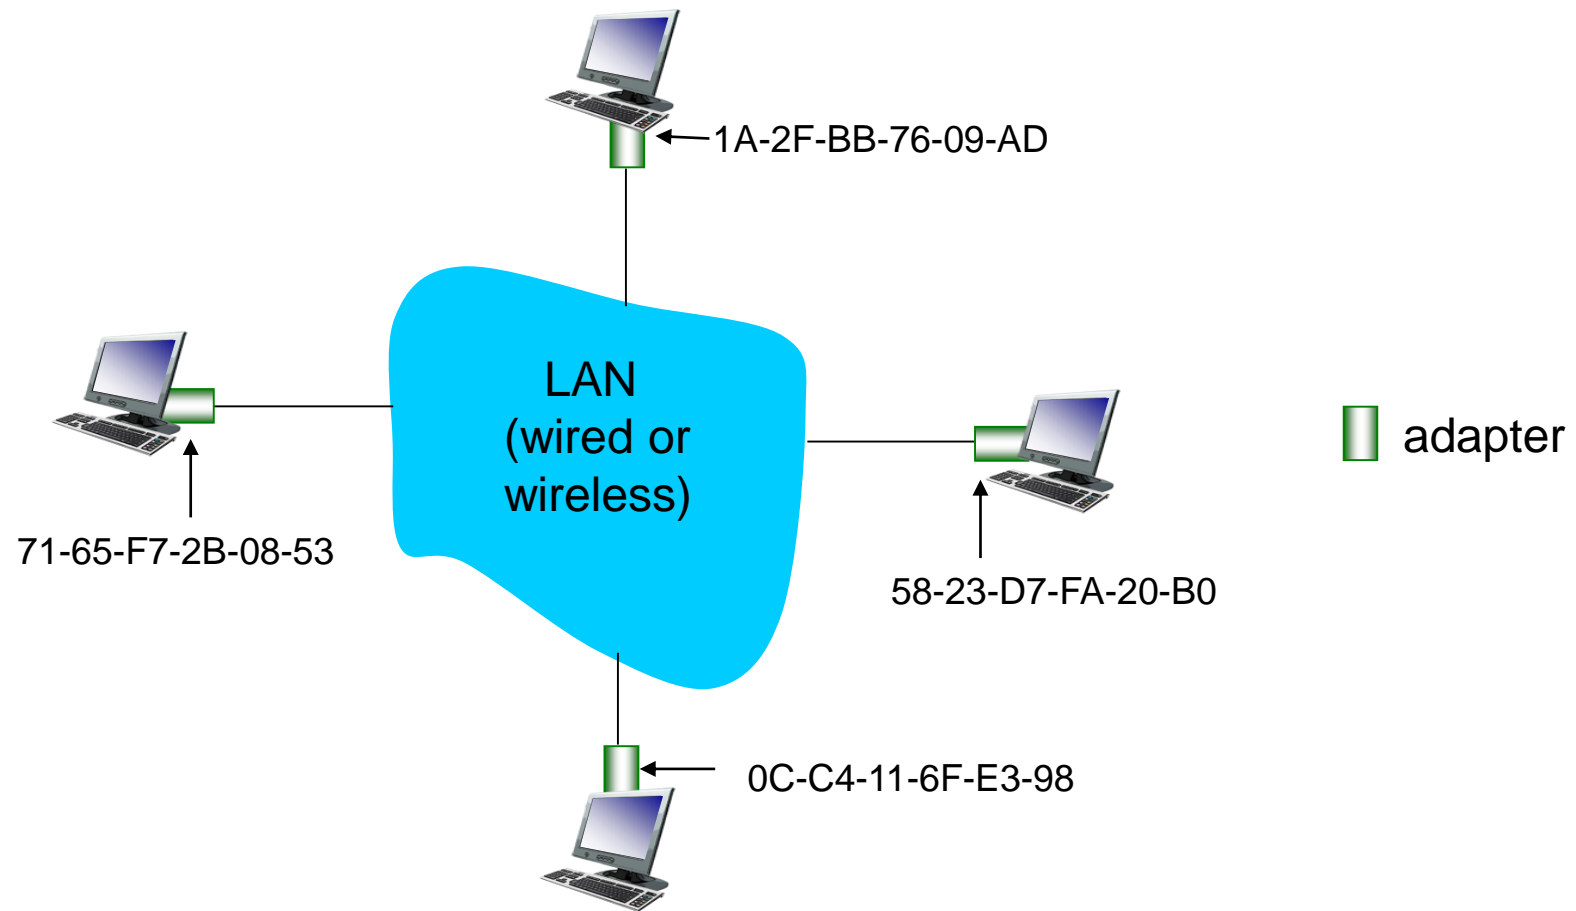 1A-2F-BB-76-09-AD
LAN
(wired or
wireless)
adapter
71-65-F7-2B-08-53
58-23-D7-FA-20-B0
0C-C4-11-6F-E3-98